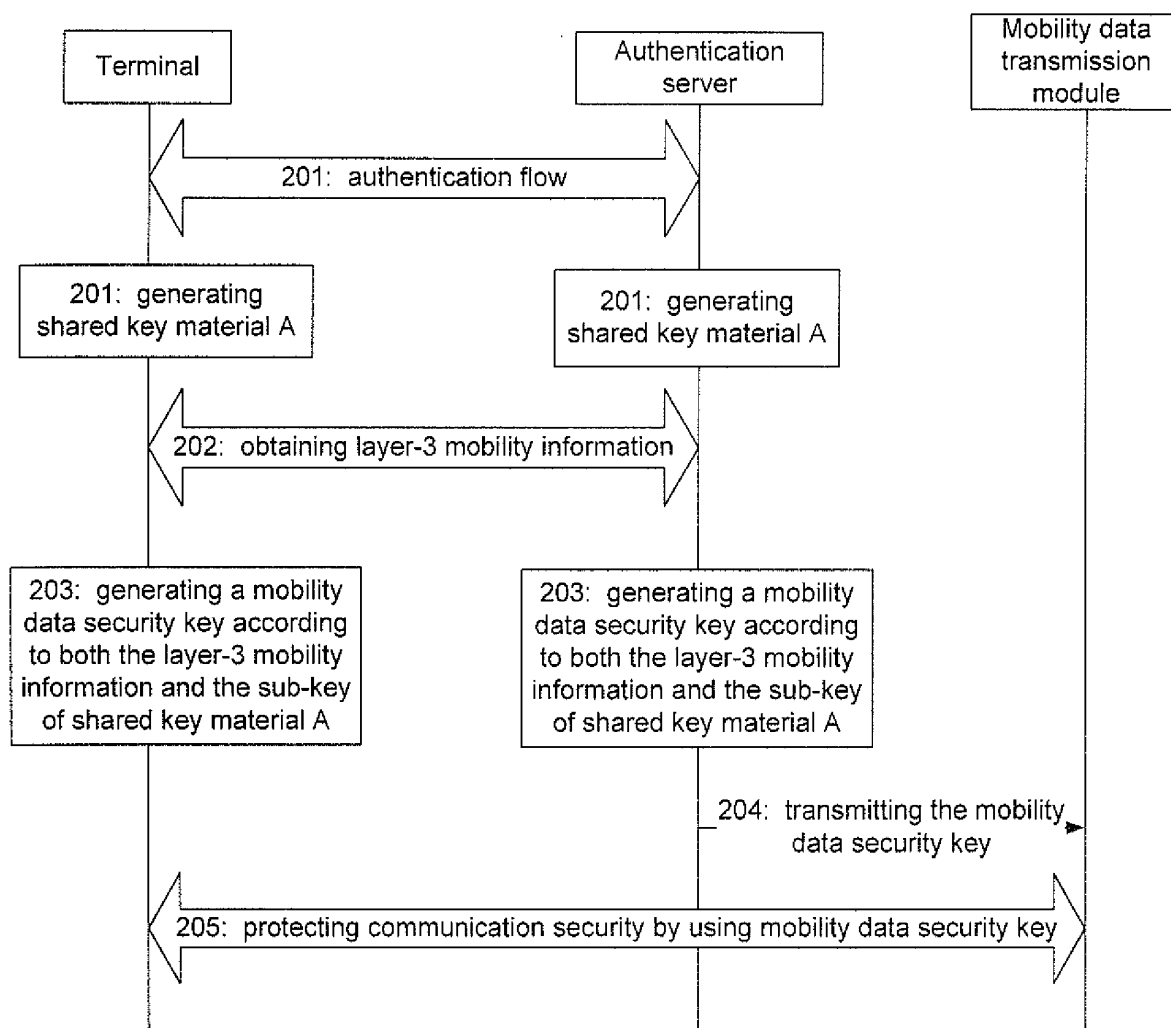 Terminal
Authentication
server
Mobility data
transmission
module
201: authentication flow
201: generating
shared key material A
201: generating
shared key material A
202: obtaining layer-3 mobility information
203: generating a mobility
data security key according
to both the layer-3 mobility
information and the sub-key
of shared key material A
203: generating a mobility
data security key according
to both the layer-3 mobility
information and the sub-key
of shared key material A
204: transmitting the mobility
data security key
205: protecting communication security by using mobility data security key